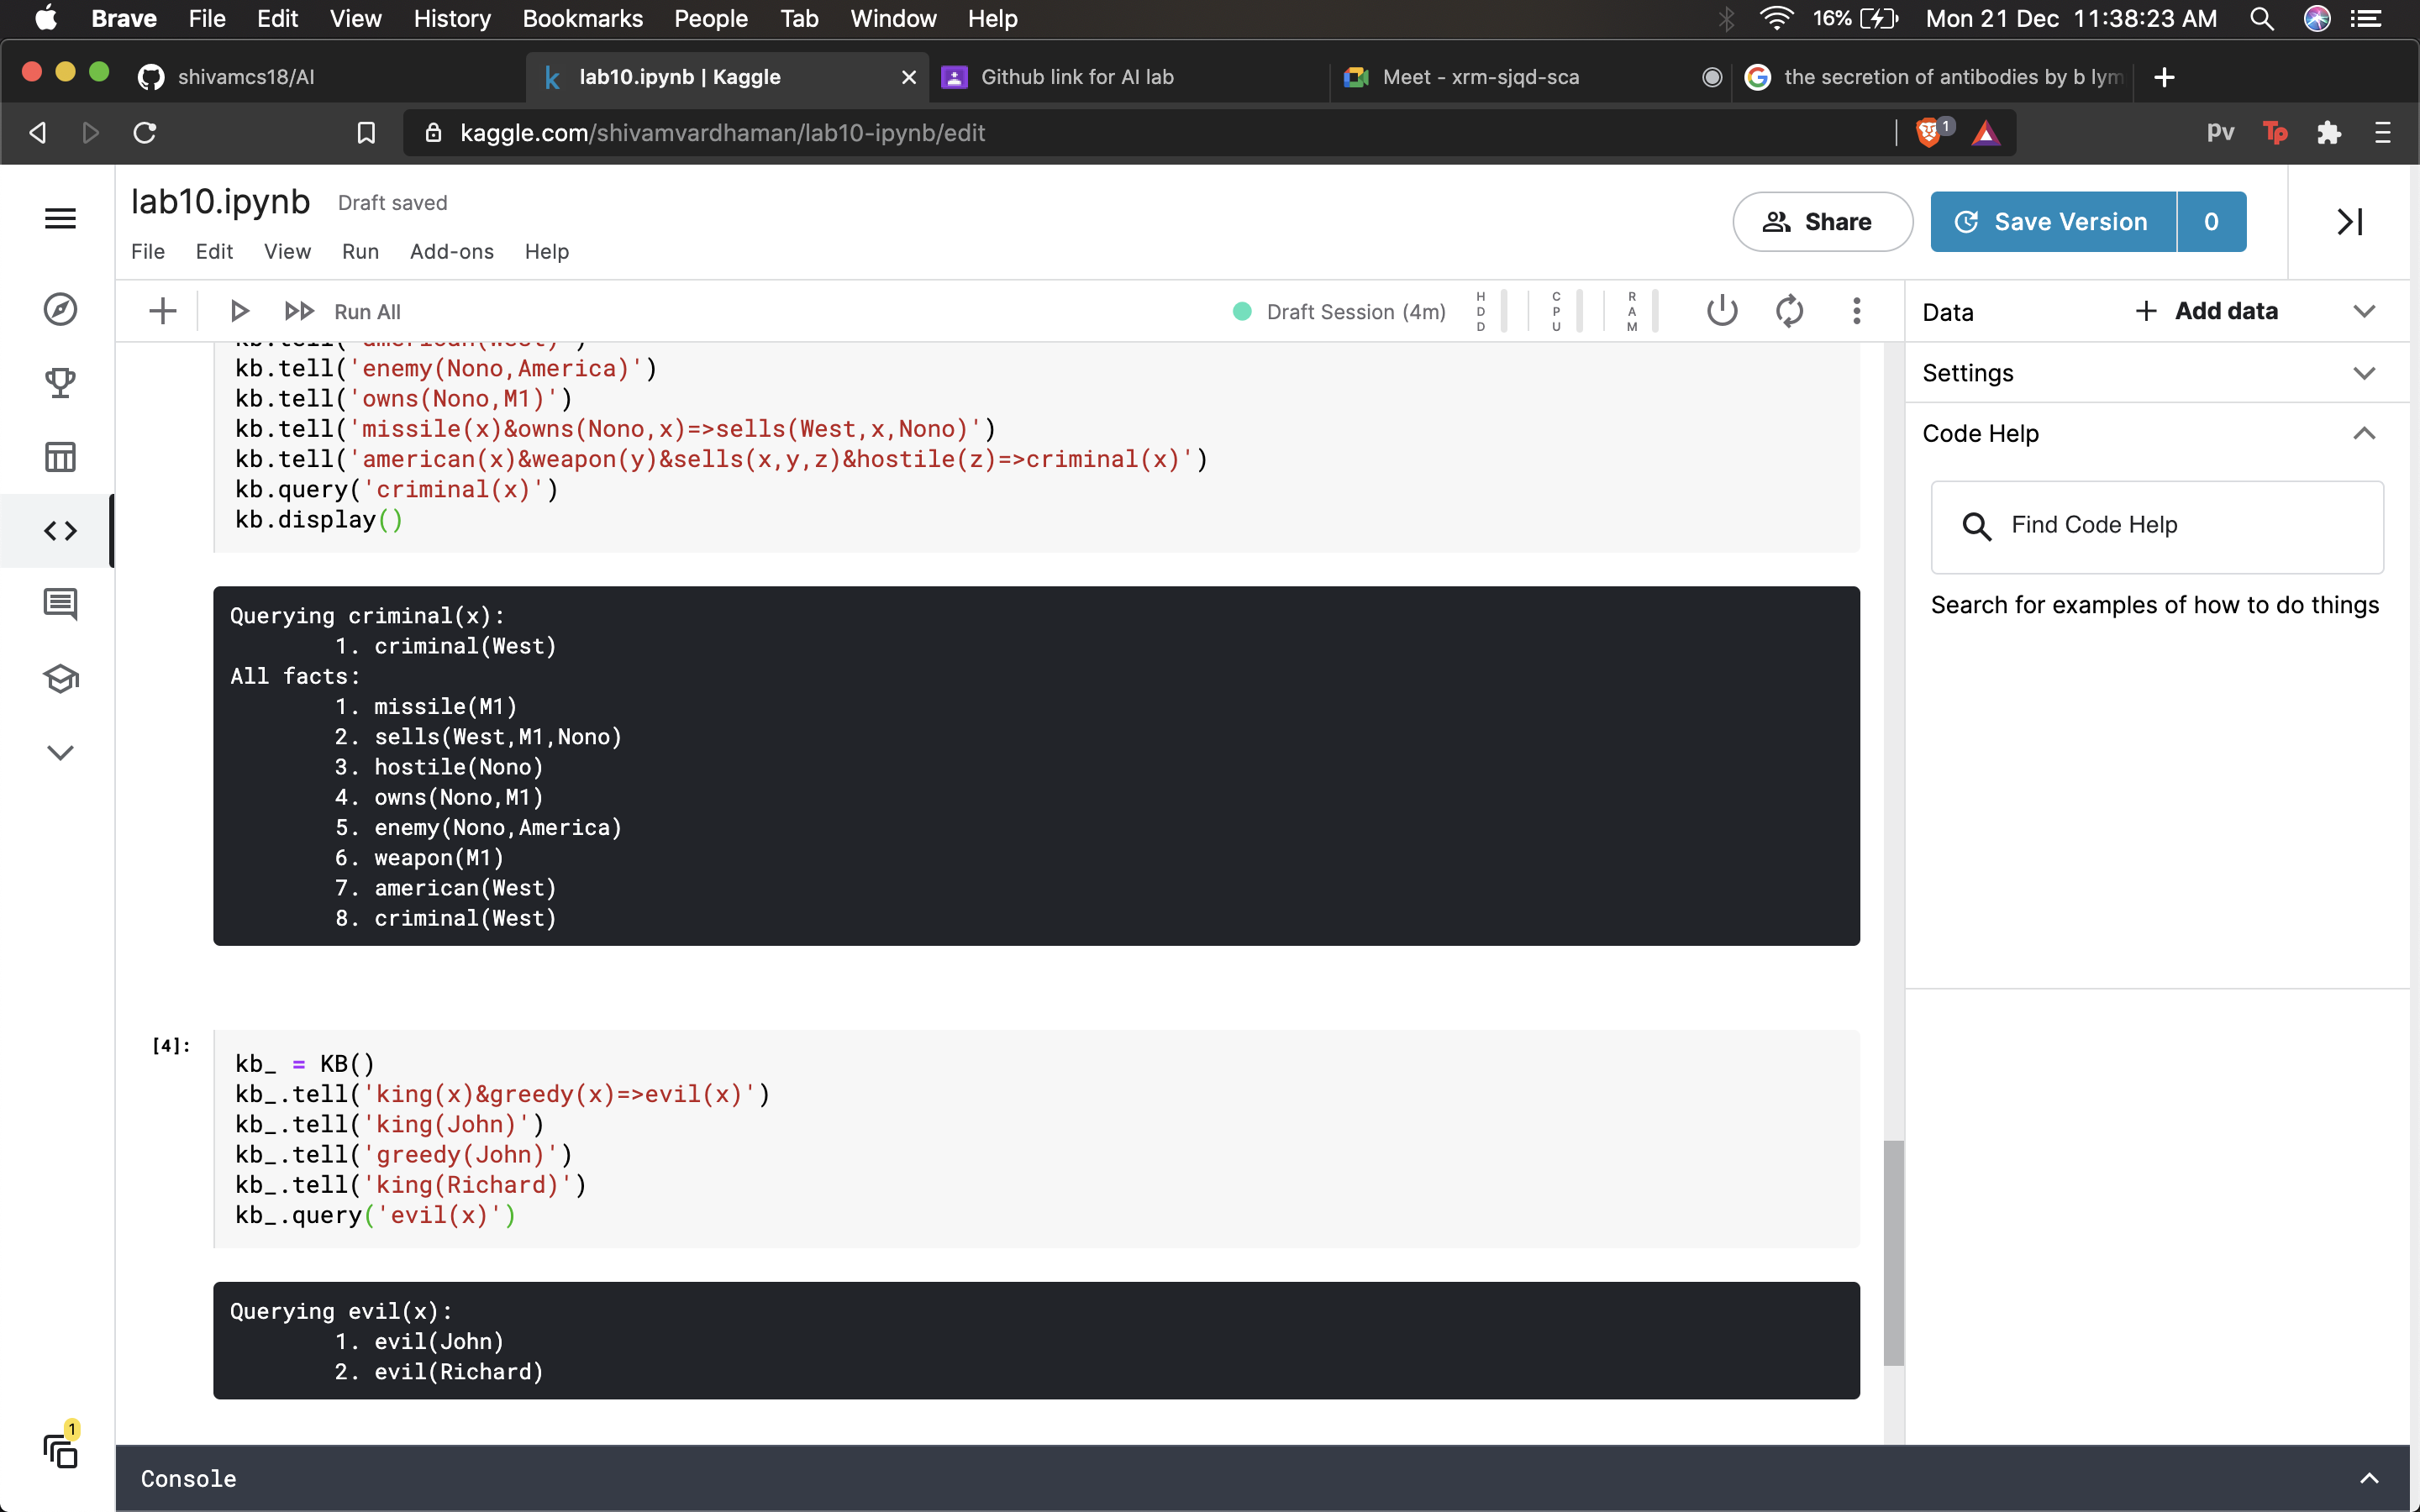 Brave File Edit View History Bookmarks People Tab Window Help 16% Mon 21 Dec 11:38:23 AM
shivamcs18/AI lab10.ipynb | Kaggle Github link for AI lab Meet - xrm-sjqd-sca the secretion of antibodies by b lym
kaggle.com/shivamvardhaman/lab10-ipynb/edit 1 pv Tp
lab10.ipynb Draft saved
Share Save Version 0
File Edit View Run Add-ons Help
Run All Draft Session (4m) HDD CPU RAM
Data Add data
Settings
Code Help
Find Code Help
Search for examples of how to do things
kb.tell('american(West)')
kb.tell('enemy(Nono,America)')
kb.tell('owns(Nono,M1)')
kb.tell('missile(x)&owns(Nono,x)=>sells(West,x,Nono)')
kb.tell('american(x)&weapon(y)&sells(x,y,z)&hostile(z)=>criminal(x)')
kb.query('criminal(x)')
kb.display()
Querying criminal(x):
1. criminal(West)
All facts:
1. missile(M1)
2. sells(West,M1,Nono)
3. hostile(Nono)
4. owns(Nono,M1)
5. enemy(Nono,America)
6. weapon(M1)
7. american(West)
8. criminal(West)
[4]:
kb_ = KB()
kb_.tell('king(x)&greedy(x)=>evil(x)')
kb_.tell('king(John)')
kb_.tell('greedy(John)')
kb_.tell('king(Richard)')
kb_.query('evil(x)')
Querying evil(x):
1. evil(John)
2. evil(Richard)
1
Console